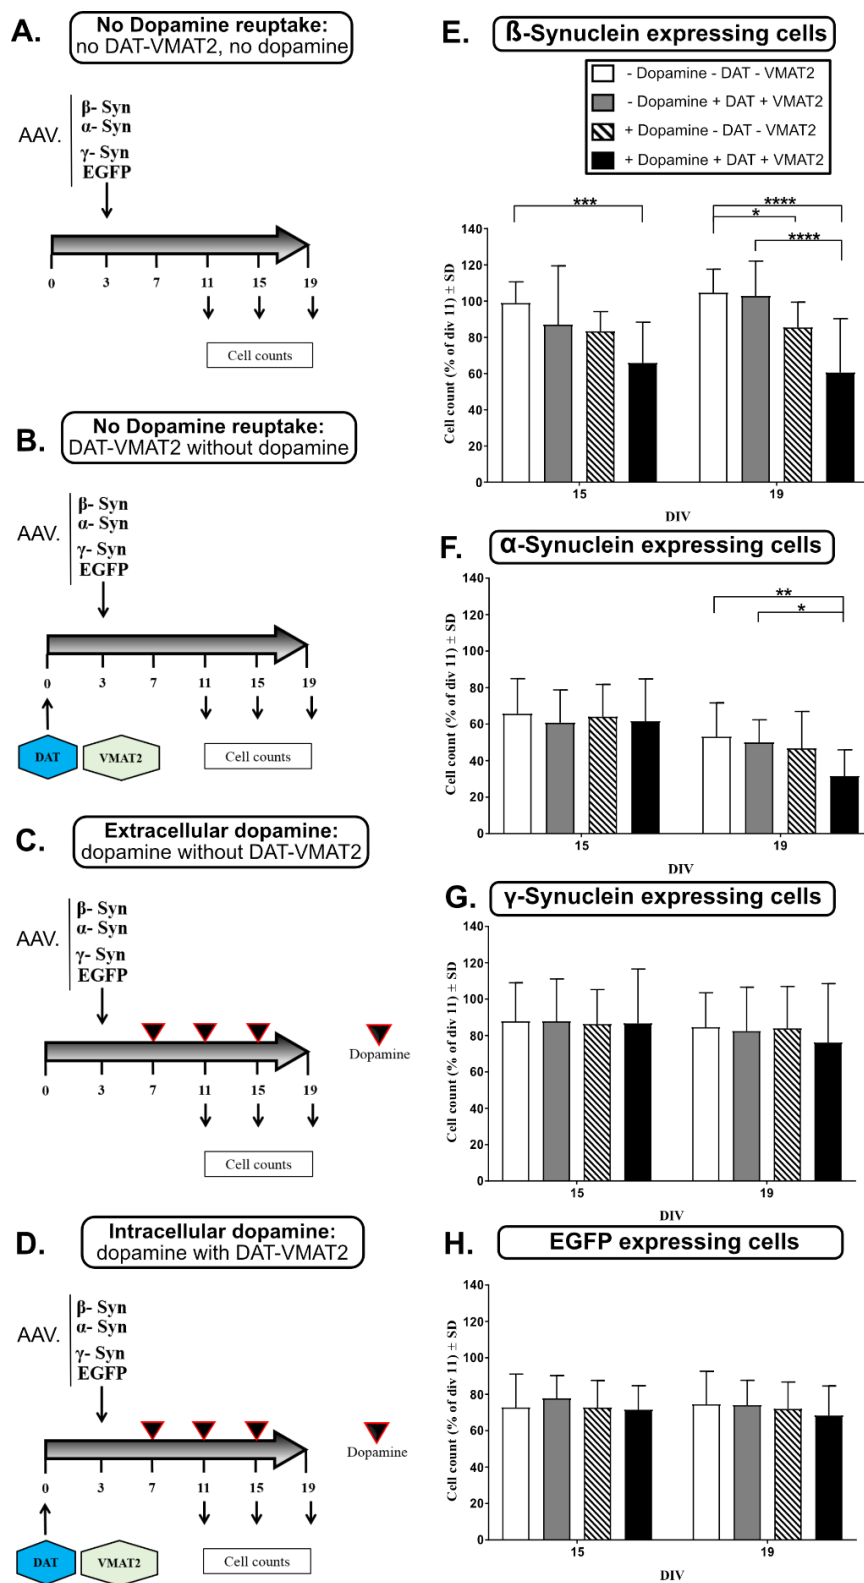 A.
No Dopamine reuptake:
no DAT-VMAT2, no dopamine
AAV.
β- Syn
α- Syn
γ- Syn
EGFP
0 3 7 11 15 19
Cell counts
B.
No Dopamine reuptake:
DAT-VMAT2 without dopamine
AAV.
β- Syn
α- Syn
γ- Syn
EGFP
0 3 7 11 15 19
DAT VMAT2 Cell counts
C.
Extracellular dopamine:
dopamine without DAT-VMAT2
AAV.
β- Syn
α- Syn
γ- Syn
EGFP
Dopamine
0 3 7 11 15 19
Cell counts
D.
Intracellular dopamine:
dopamine with DAT-VMAT2
AAV.
β- Syn
α- Syn
γ- Syn
EGFP
Dopamine
0 3 7 11 15 19
DAT VMAT2 Cell counts
E.
ß-Synuclein expressing cells
- Dopamine - DAT - VMAT2
- Dopamine + DAT + VMAT2
+ Dopamine - DAT - VMAT2
+ Dopamine + DAT + VMAT2
Cell count (% of div 11) ± SD
140
120
100
80
60
40
20
0
*** ****
*
****
15 19
DIV
F.
α-Synuclein expressing cells
Cell count (% of div 11) ± SD
140
120
100
80
60
40
20
0
**
*
15 19
DIV
G.
γ-Synuclein expressing cells
Cell count (% of div 11) ± SD
140
120
100
80
60
40
20
0
15 19
DIV
H.
EGFP expressing cells
Cell count (% of div 11) ± SD
140
120
100
80
60
40
20
0
15 19
DIV